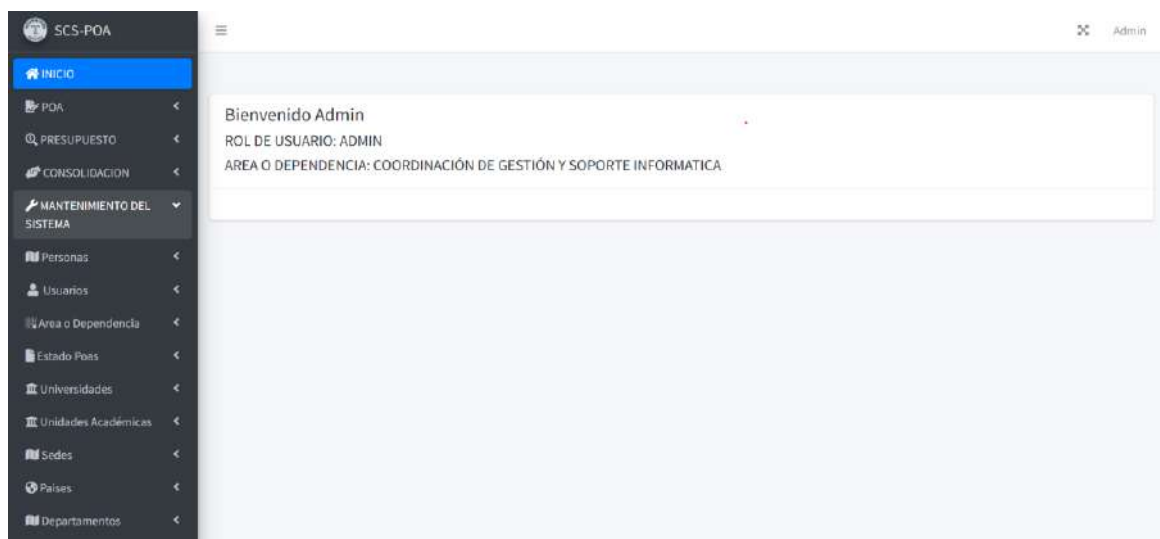 SCS-POA
Admin
INICIO
POA
PRESUPUESTO
CONSOLIDACION
MANTENIMIENTO DEL
SISTEMA
Personas
Usuarios
Area o Dependencia
Estado Poas
Universidades
Unidades Académicas
Sedes
Paises
Departamentos
Bienvenido Admin
ROL DE USUARIO: ADMIN
AREA O DEPENDENCIA: COORDINACIÓN DE GESTIÓN Y SOPORTE INFORMATICA